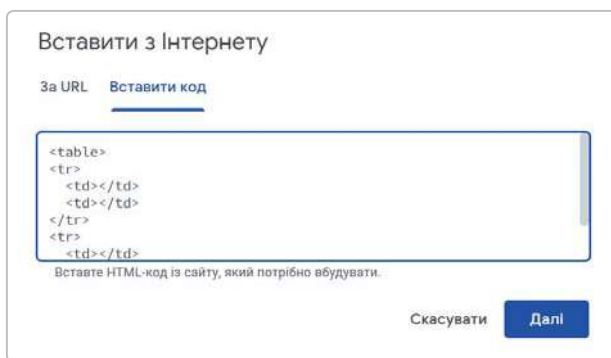 Вставити з Інтернету
За URL Вставити код
<table>
<tr>
<td></td>
<td></td>
</tr>
<tr>
<td></td>
Вставте HTML-код із сайту, який потрібно вбудувати.
Скасувати Далі